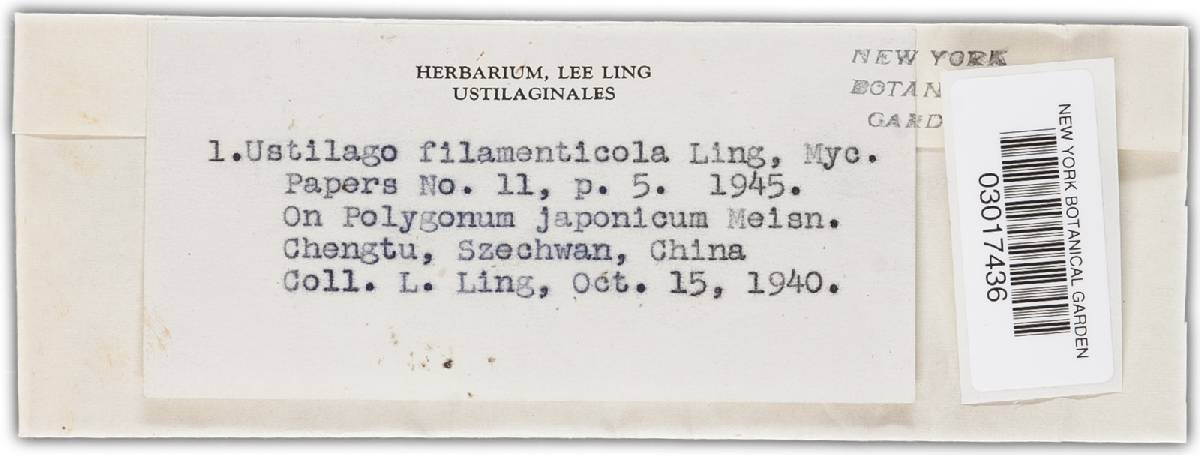 HERBARIUM, LEE LING
USTILAGINALES
NEW YORK
BOTAN
GARD
1.Ustilago filamenticola Ling, Myc.
Papers No. 11, p. 5. 1945.
On Polygonum japonicum Meisn.
Chengtu, Szechwan, China
Coll. L. Ling, Oct. 15, 1940.
NEW YORK BOTANICAL GARDEN
03017436